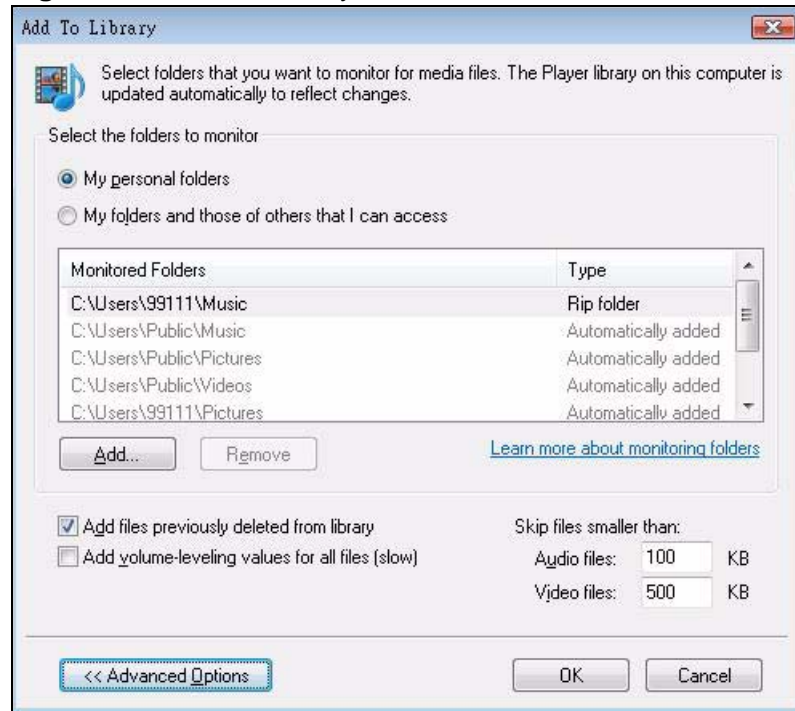 Add To Library
Select folders that you want to monitor for media files. The Player library on this computer is
updated automatically to reflect changes.
Select the folders to monitor
My personal folders
My folders and those of others that I can access
Monitored Folders Type
C:\Users\99111\Music Rip folder
C:\Users\Public\Music Automatically added
C:\Users\Public\Pictures Automatically added
C:\Users\Public\Videos Automatically added
C:\Users\99111\Pictures Automatically added
Add... Remove Learn more about monitoring folders
Add files previously deleted from library Skip files smaller than:
Add volume-leveling values for all files (slow) Audio files: 100 KB
Video files: 500 KB
<< Advanced Options OK Cancel